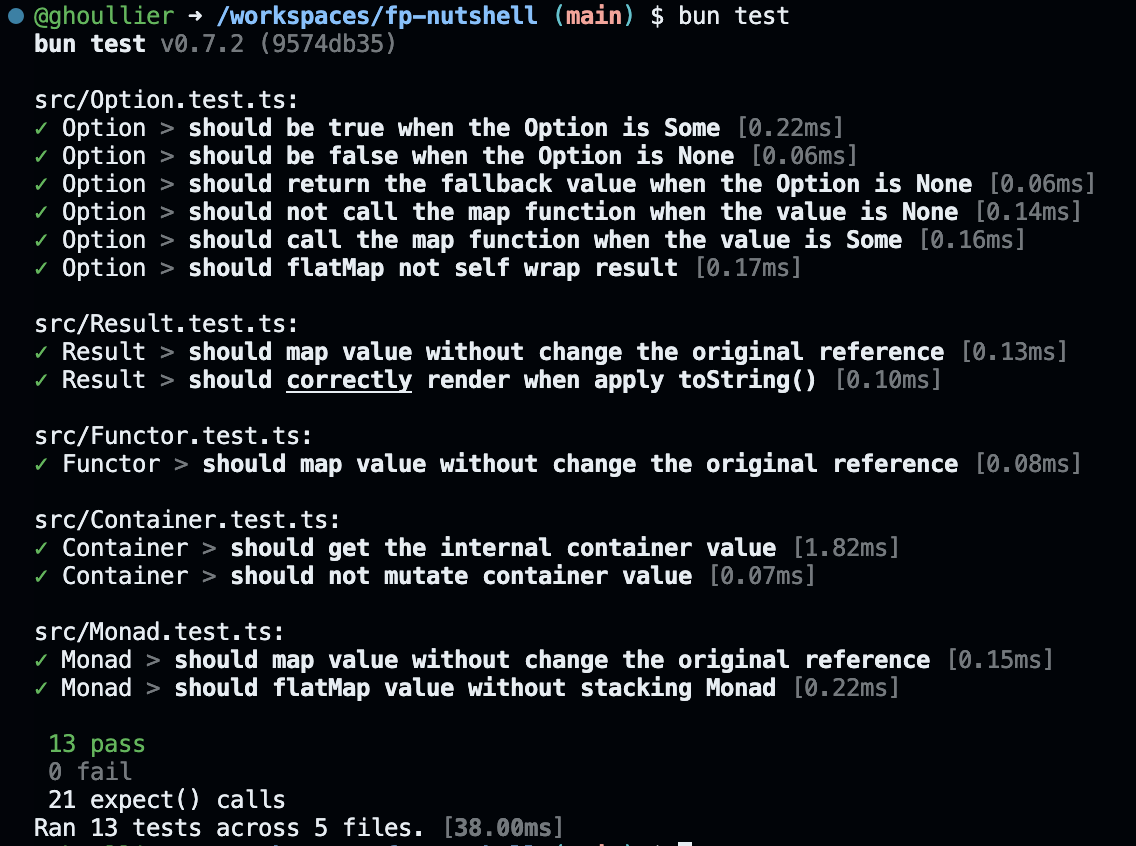 @ghoullier ➜ /workspaces/fp-nutshell (main) $ bun test
bun test v0.7.2 (9574db35)
src/Option.test.ts:
✓ Option > should be true when the Option is Some [0.22ms]
✓ Option > should be false when the Option is None [0.06ms]
✓ Option > should return the fallback value when the Option is None [0.06ms]
✓ Option > should not call the map function when the value is None [0.14ms]
✓ Option > should call the map function when the value is Some [0.16ms]
✓ Option > should flatMap not self wrap result [0.17ms]
src/Result.test.ts:
✓ Result > should map value without change the original reference [0.13ms]
✓ Result > should correctly render when apply toString() [0.10ms]
src/Functor.test.ts:
✓ Functor > should map value without change the original reference [0.08ms]
src/Container.test.ts:
✓ Container > should get the internal container value [1.82ms]
✓ Container > should not mutate container value [0.07ms]
src/Monad.test.ts:
✓ Monad > should map value without change the original reference [0.15ms]
✓ Monad > should flatMap value without stacking Monad [0.22ms]
13 pass
0 fail
21 expect() calls
Ran 13 tests across 5 files. [38.00ms]